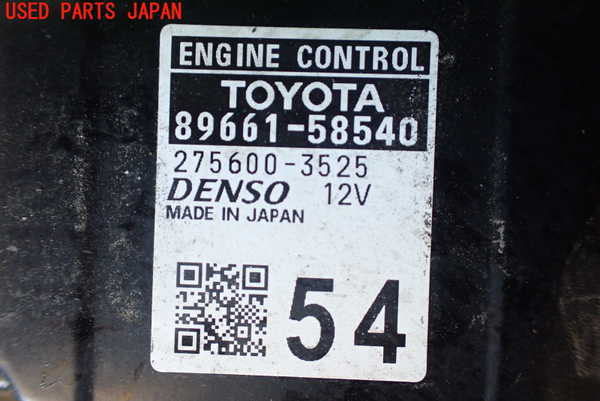 USED PARTS JAPAN
ENGINE CONTROL
TOYOTA
89661-58540
275600-3525
DENSO 12V
MADE IN JAPAN
54